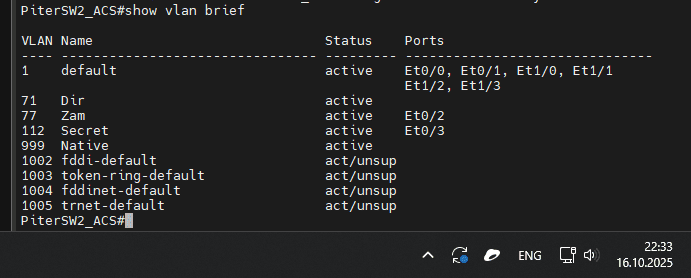 PiterSW2_ACS#show vlan brief
VLAN Name                             Status    Ports
---- -------------------------------- --------- -------------------------------
1    default                          active    Et0/0, Et0/1, Et1/0, Et1/1
                                                Et1/2, Et1/3
71   Dir                              active
77   Zam                              active    Et0/2
112  Secret                           active    Et0/3
999  Native                           active
1002 fddi-default                     act/unsup
1003 token-ring-default               act/unsup
1004 fddinet-default                  act/unsup
1005 trnet-default                    act/unsup
PiterSW2_ACS#
ENG
22:33
16.10.2025